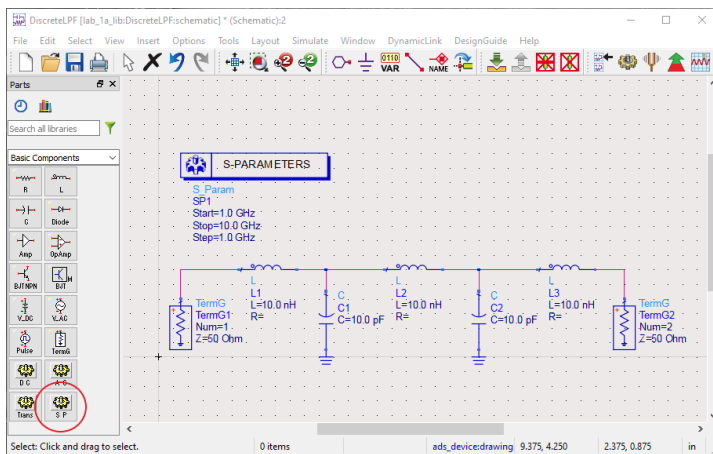 DiscreteLPF [lab_1a_lib:DiscreteLPF:schematic] * (Schematic):2
File Edit Select View Insert Options Tools Layout Simulate Window DynamicLink DesignGuide Help
0110
VAR
NAME
Parts
Search all libraries
Basic Components
R L
C Diode
Amp OpAmp
BJT NPN BJT
V_DC V_AC
Pulse TermG
D C A C
Trans S P
S-PARAMETERS
S_Param
SP1
Start=1.0 GHz
Stop=10.0 GHz
Step=1.0 GHz
L
L1
L=10.0 nH
R=
L
L2
L=10.0 nH
R=
L
L3
L=10.0 nH
R=
C
C1
C=10.0 pF
C
C2
C=10.0 pF
TermG
TermG1
Num=1
Z=50 Ohm
TermG
TermG2
Num=2
Z=50 Ohm
Select: Click and drag to select. 0 items ads_device:drawing 9.375, 4.250 2.375, 0.875 in